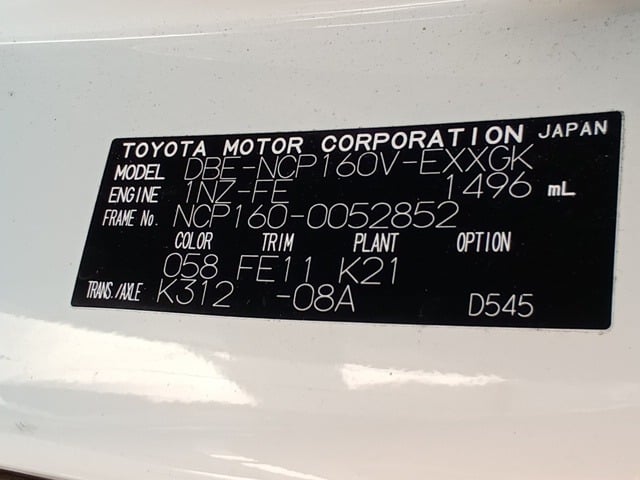 TOYOTA MOTOR CORPORATION JAPAN
MODEL DBE-NCP160V-EXXGK
ENGINE 1NZ-FE 1496 mL
FRAME No. NCP160-0052852
COLOR TRIM PLANT OPTION
058 FE11 K21
TRANS./AXLE K312 -08A D545